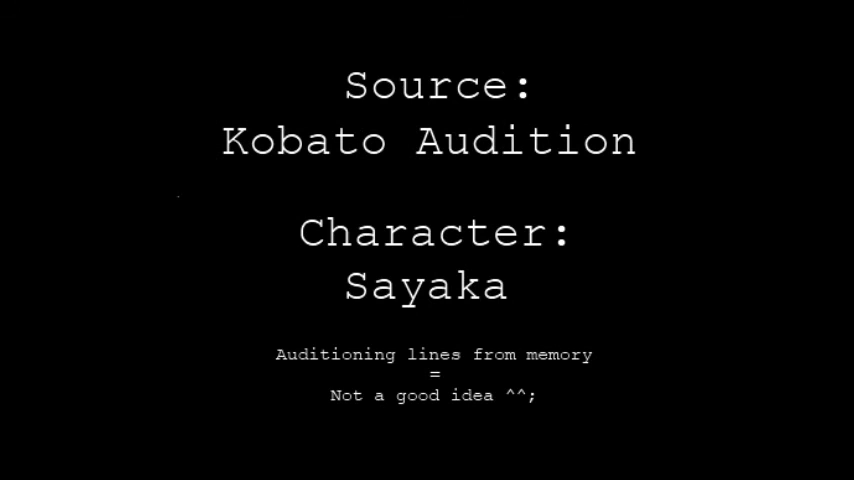 Source:
Kobato Audition
Character:
Sayaka
Auditioning lines from memory
=
Not a good idea ^^;